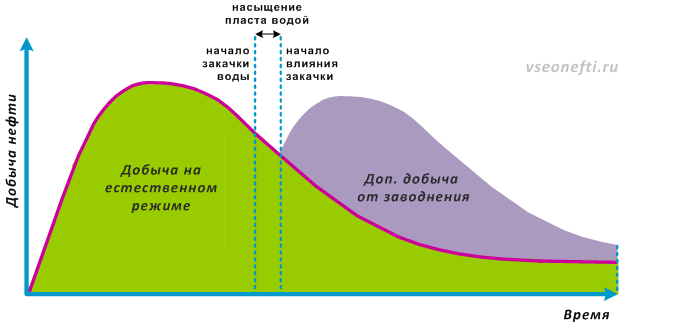 насыщение
пласта водой
начало
закачки
воды
начало
влияния
закачки
vseonefti.ru
Добыча нефти
Добыча на
естественном
режиме
Доп. добыча
от заводнения
Время